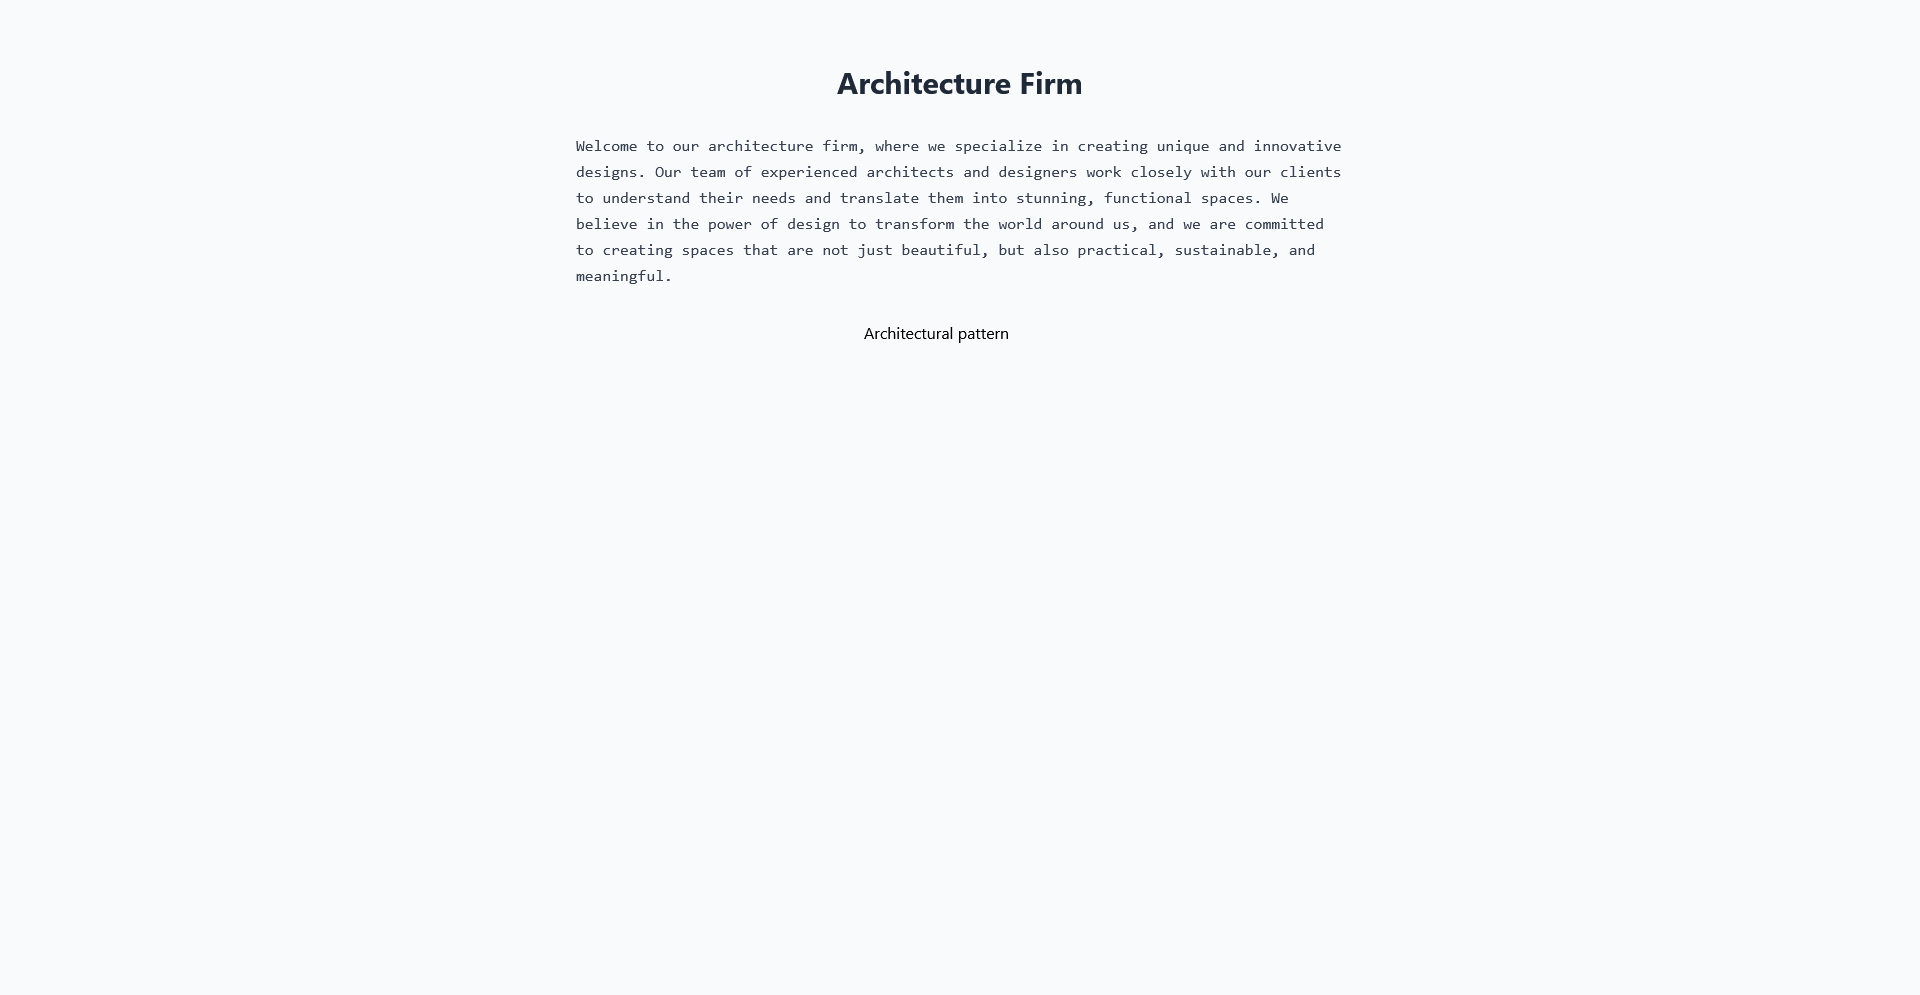 Architecture Firm
Welcome to our architecture firm, where we specialize in creating unique and innovative
designs. Our team of experienced architects and designers work closely with our clients
to understand their needs and translate them into stunning, functional spaces. We
believe in the power of design to transform the world around us, and we are committed
to creating spaces that are not just beautiful, but also practical, sustainable, and
meaningful.
Architectural pattern